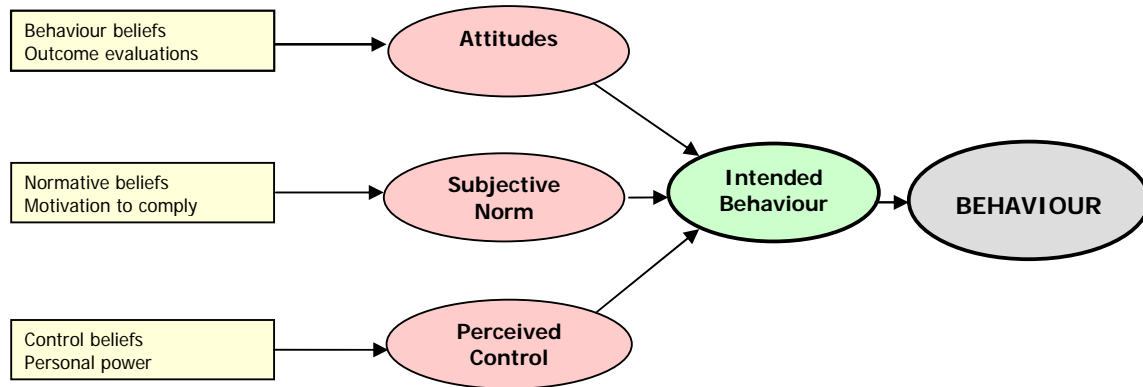 Behaviour beliefs
Outcome evaluations
Attitudes
Normative beliefs
Motivation to comply
Subjective
Norm
Intended
Behaviour
BEHAVIOUR
Control beliefs
Personal power
Perceived
Control